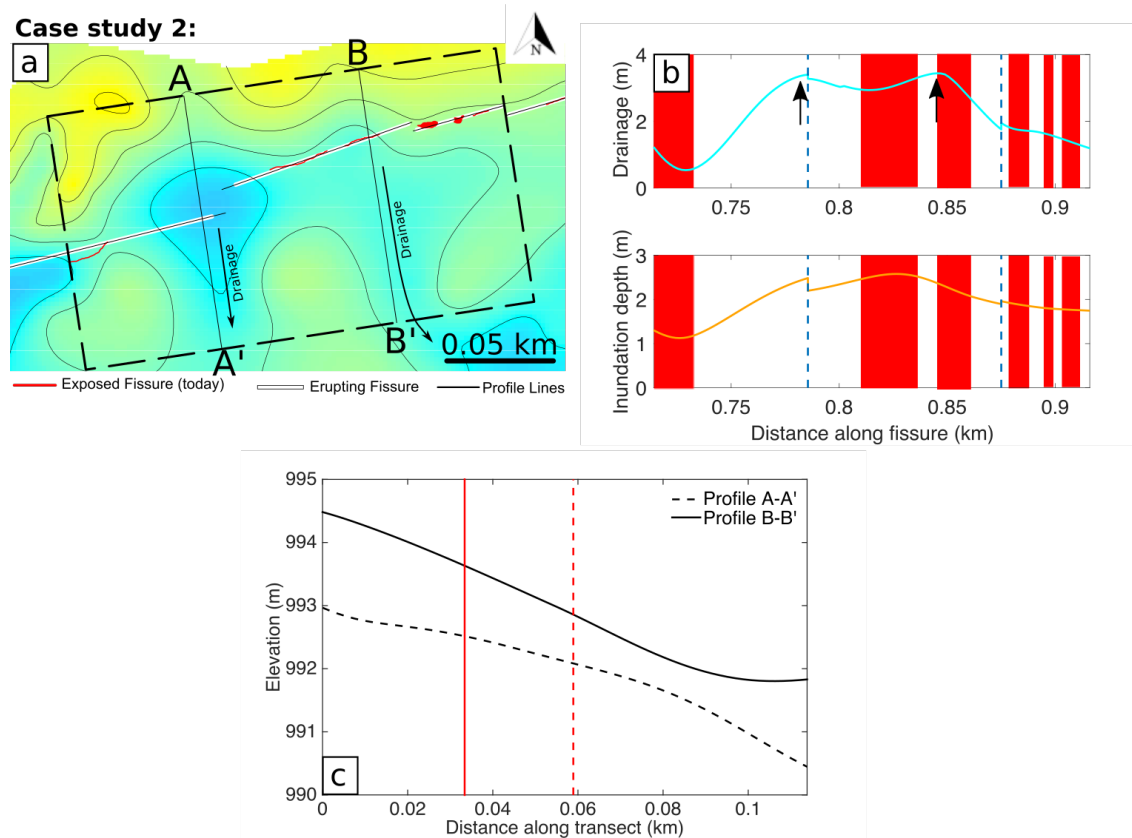 Case study 2:
a
N
A
B
Drainage
Drainage
A'
B'
0.05 km
Exposed Fissure (today)
Erupting Fissure
Profile Lines
b
Drainage (m)
4
2
0
0.75 0.8 0.85 0.9
Inundation depth (m)
3
2
1
0
0.75 0.8 0.85 0.9
Distance along fissure (km)
995
994
993
992
991
990
Elevation (m)
Profile A-A'
Profile B-B'
c
0 0.02 0.04 0.06 0.08 0.1
Distance along transect (km)